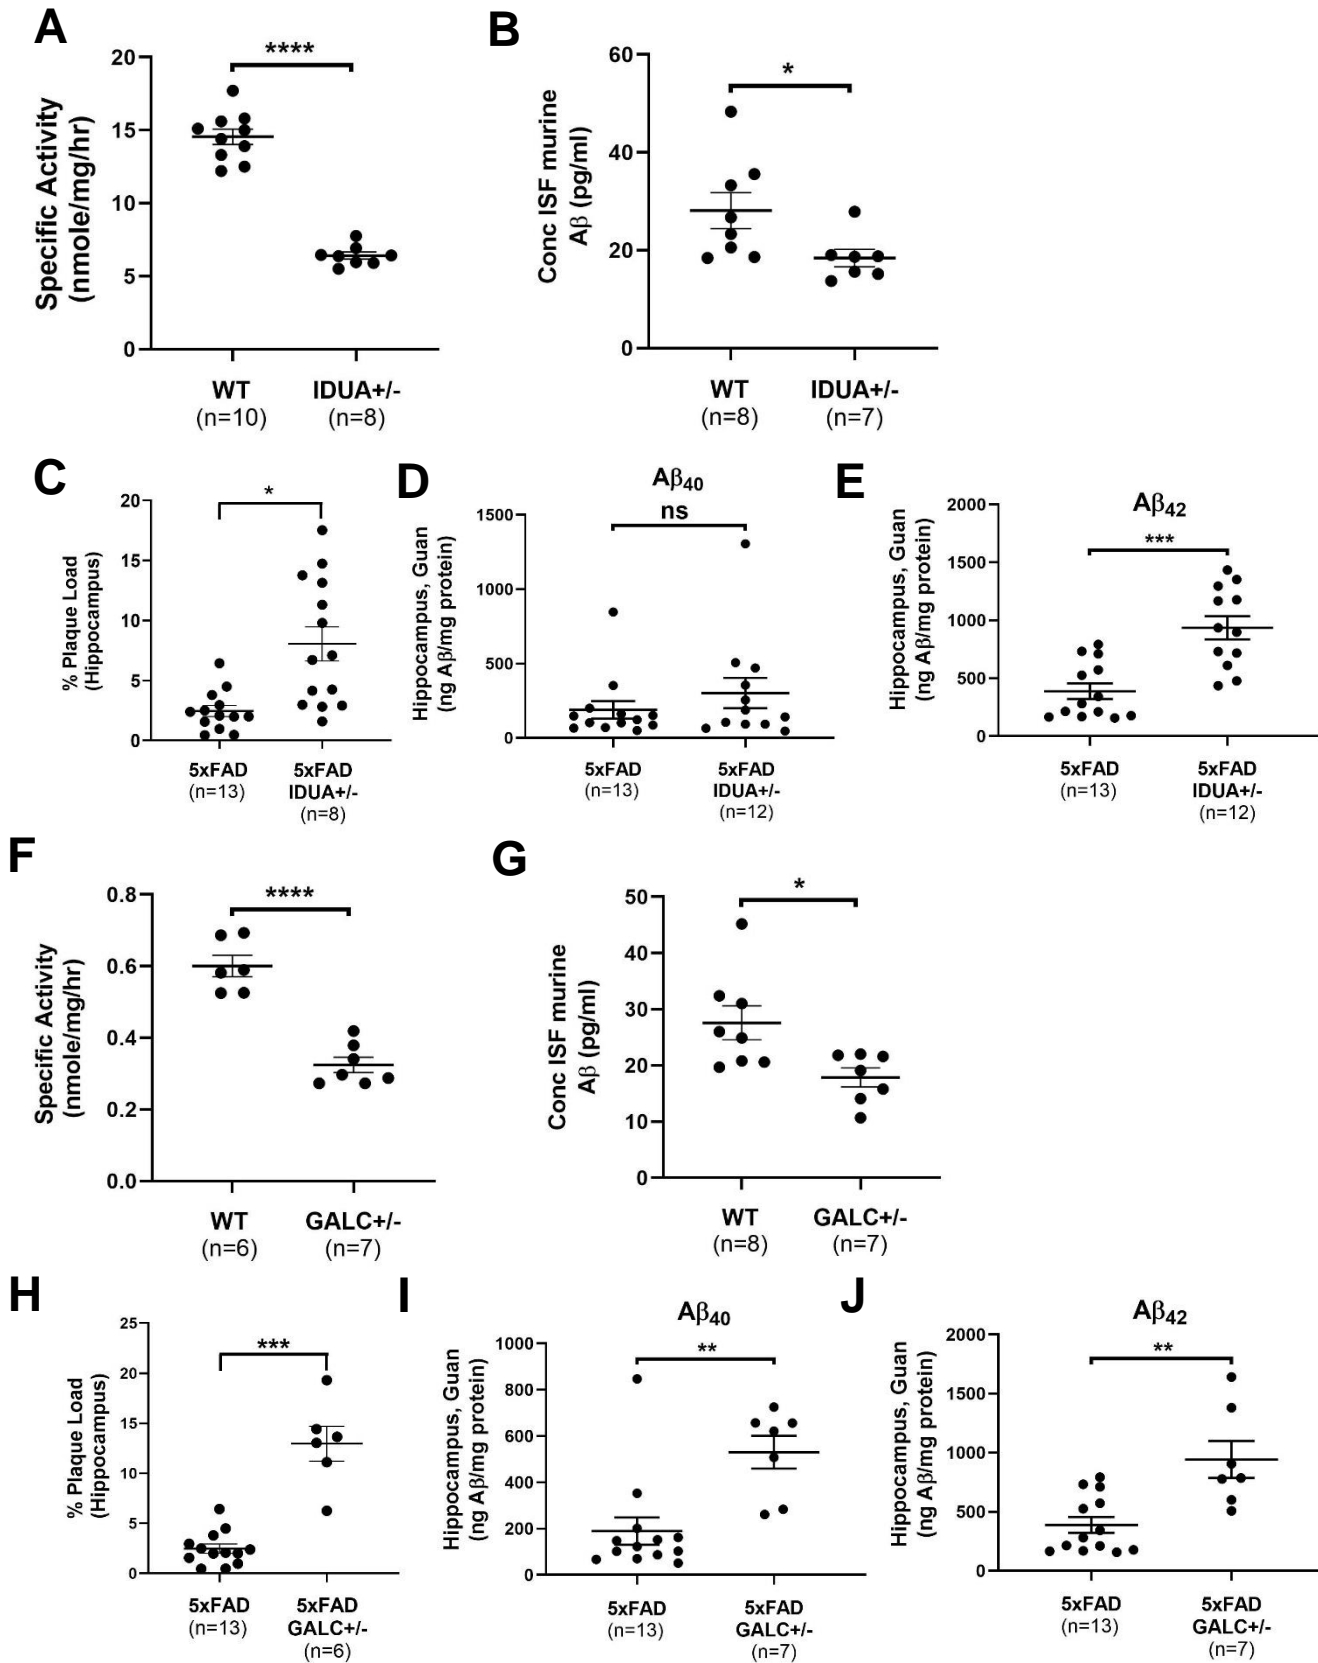 A
Specific Activity
(nmole/mg/hr)
20
15
10
5
0
****
WT
(n=10)
IDUA+/-
(n=8)
B
Conc ISF murine
Aβ (pg/ml)
60
40
20
0
*
WT
(n=8)
IDUA+/-
(n=7)
C
% Plaque Load
(Hippocampus)
20
15
10
5
0
*
5xFAD
(n=13)
5xFAD
IDUA+/-
(n=8)
D
Aβ40
Hippocampus, Guan
(ng Aβ/mg protein)
1500
1000
500
0
ns
5xFAD
(n=13)
5xFAD
IDUA+/-
(n=12)
E
Aβ42
Hippocampus, Guan
(ng Aβ/mg protein)
2000
1500
1000
500
0
***
5xFAD
(n=13)
5xFAD
IDUA+/-
(n=12)
F
Specific Activity
(nmole/mg/hr)
0.8
0.6
0.4
0.2
0.0
****
WT
(n=6)
GALC+/-
(n=7)
G
Conc ISF murine
Aβ (pg/ml)
50
40
30
20
10
0
*
WT
(n=8)
GALC+/-
(n=7)
H
% Plaque Load
(Hippocampus)
25
20
15
10
5
0
***
5xFAD
(n=13)
5xFAD
GALC+/-
(n=6)
I
Aβ40
Hippocampus, Guan
(ng Aβ/mg protein)
1000
800
600
400
200
0
**
5xFAD
(n=13)
5xFAD
GALC+/-
(n=7)
J
Aβ42
Hippocampus, Guan
(ng Aβ/mg protein)
2000
1500
1000
500
0
**
5xFAD
(n=13)
5xFAD
GALC+/-
(n=7)